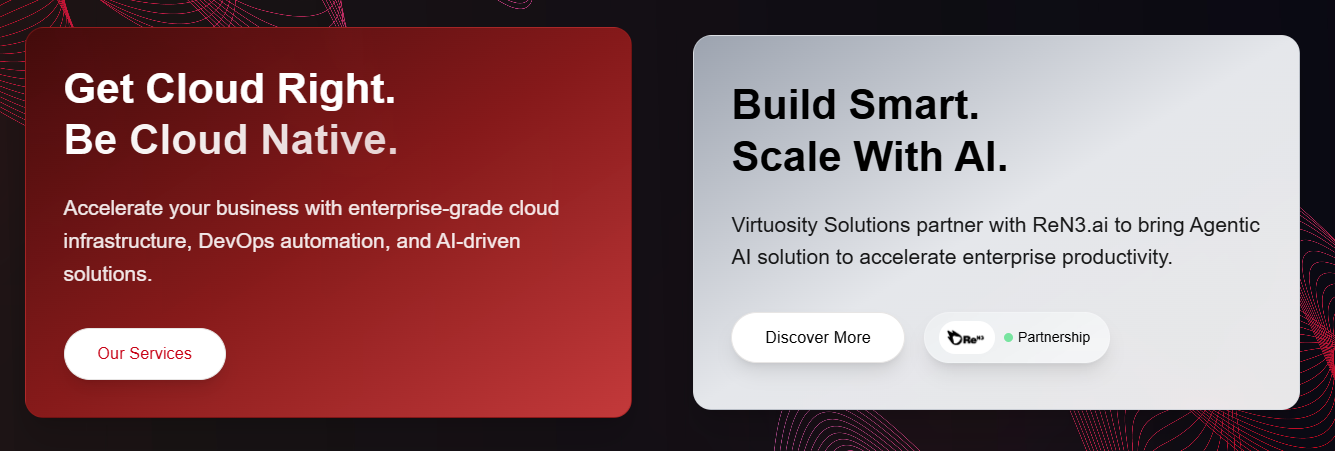 Get Cloud Right.
Be Cloud Native.
Accelerate your business with enterprise-grade cloud
infrastructure, DevOps automation, and AI-driven
solutions.
Our Services
Build Smart.
Scale With AI.
Virtuosity Solutions partner with ReN3.ai to bring Agentic
AI solution to accelerate enterprise productivity.
Discover More
ReN3 Partnership